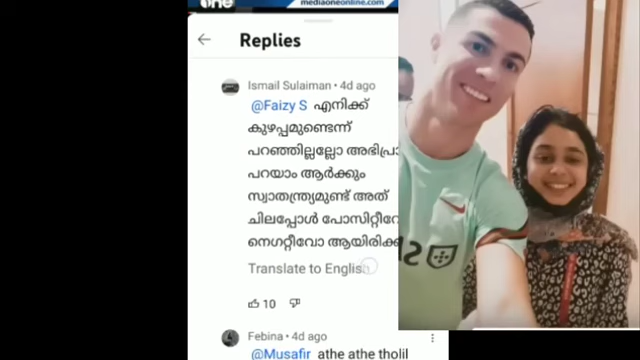 one
mediaoneonline.com
Replies
Ismail Sulaiman • 4d ago
@Faizy S എനിക്ക്
കുഴപ്പമുണ്ടെന്ന്
പറഞ്ഞില്ലല്ലോ
പറയാം ആർക്കും
സ്വാതന്ത്ര്യമുണ്ട് അത്
ചിലപ്പോൾ
നെഗറ്റീവോ
Translate to English
10
Febina • 4d ago
@Musafir athe athe tholil